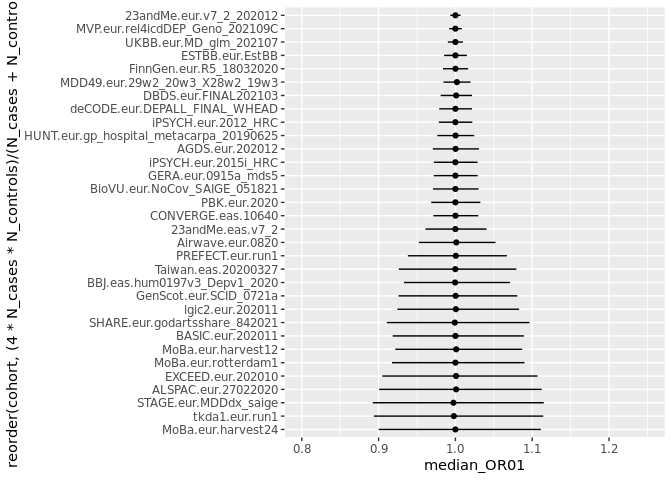 reorder(cohort, (4 * N_cases * N_controls)/(N_cases + N_contro
23andMe.eur.v7_2_202012
MVP.eur.rel4icdDEP_Geno_202109C
UKBB.eur.MD_glm_202107
ESTBB.eur.EstBB
FinnGen.eur.R5_18032020
MDD49.eur.29w2_20w3_X28w2_19w3
DBDS.eur.FINAL202103
deCODE.eur.DEPALL_FINAL_WHEAD
iPSYCH.eur.2012_HRC
HUNT.eur.gp_hospital_metacarpa_20190625
AGDS.eur.202012
iPSYCH.eur.2015i_HRC
GERA.eur.0915a_mds5
BioVU.eur.NoCov_SAIGE_051821
PBK.eur.2020
CONVERGE.eas.10640
23andMe.eas.v7_2
Airwave.eur.0820
PREFECT.eur.run1
Taiwan.eas.20200327
BBJ.eas.hum0197v3_Depv1_2020
GenScot.eur.SCID_0721a
lgic2.eur.202011
SHARE.eur.godartsshare_842021
BASIC.eur.202011
MoBa.eur.harvest12
MoBa.eur.rotterdam1
EXCEED.eur.202010
ALSPAC.eur.27022020
STAGE.eur.MDDdx_saige
tkda1.eur.run1
MoBa.eur.harvest24
0.8 0.9 1.0 1.1 1.2
median_OR01